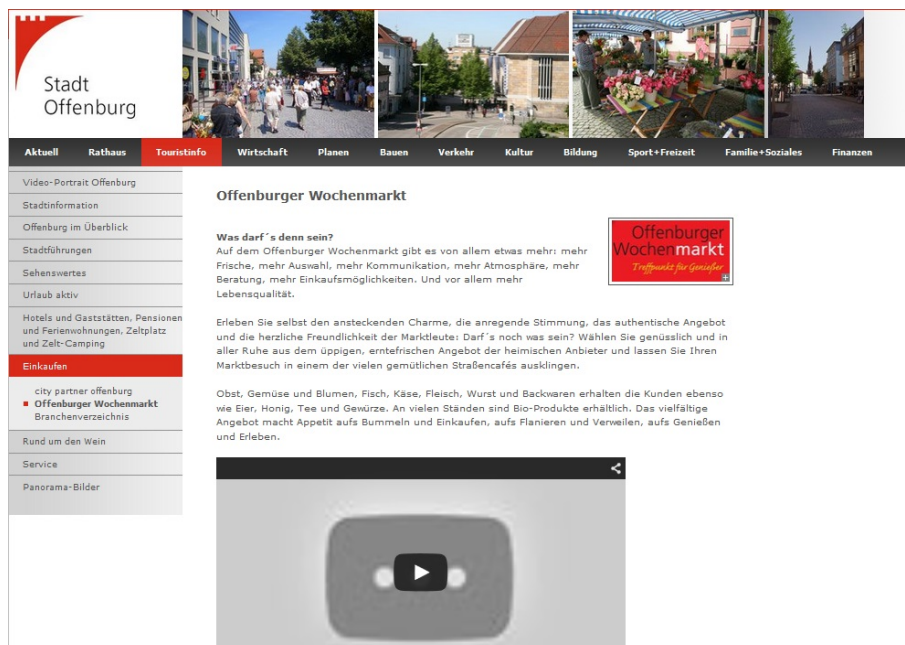 Stadt
Offenburg
Aktuell Rathaus Touristinfo Wirtschaft Planen Bauen Verkehr Kultur Bildung Sport+Freizeit Familie+Soziales Finanzen
Video-Portrait Offenburg
Stadtinformation
Offenburg im Überblick
Stadtführungen
Sehenswertes
Urlaub aktiv
Hotels und Gaststätten, Pensionen
und Ferienwohnungen, Zeltplatz
und Zelt-Camping
Einkaufen
city partner offenburg
Offenburger Wochenmarkt
Branchenverzeichnis
Rund um den Wein
Service
Panorama-Bilder
Offenburger Wochenmarkt
Was darf´s denn sein?
Auf dem Offenburger Wochenmarkt gibt es von allem etwas mehr: mehr
Frische, mehr Auswahl, mehr Kommunikation, mehr Atmosphäre, mehr
Beratung, mehr Einkaufsmöglichkeiten. Und vor allem mehr
Lebensqualität.
Offenburger
Wochenmarkt
Treffpunkt für Genießer
Erleben Sie selbst den ansteckenden Charme, die anregende Stimmung, das authentische Angebot
und die herzliche Freundlichkeit der Marktleute: Darf´s noch was sein? Wählen Sie genüsslich und in
aller Ruhe aus dem üppigen, erntefrischen Angebot der heimischen Anbieter und lassen Sie Ihren
Marktbesuch in einem der vielen gemütlichen Straßencafés ausklingen.
Obst, Gemüse und Blumen, Fisch, Käse, Fleisch, Wurst und Backwaren erhalten die Kunden ebenso
wie Eier, Honig, Tee und Gewürze. An vielen Ständen sind Bio-Produkte erhältlich. Das vielfältige
Angebot macht Appetit aufs Bummeln und Einkaufen, aufs Flanieren und Verweilen, aufs Genießen
und Erleben.